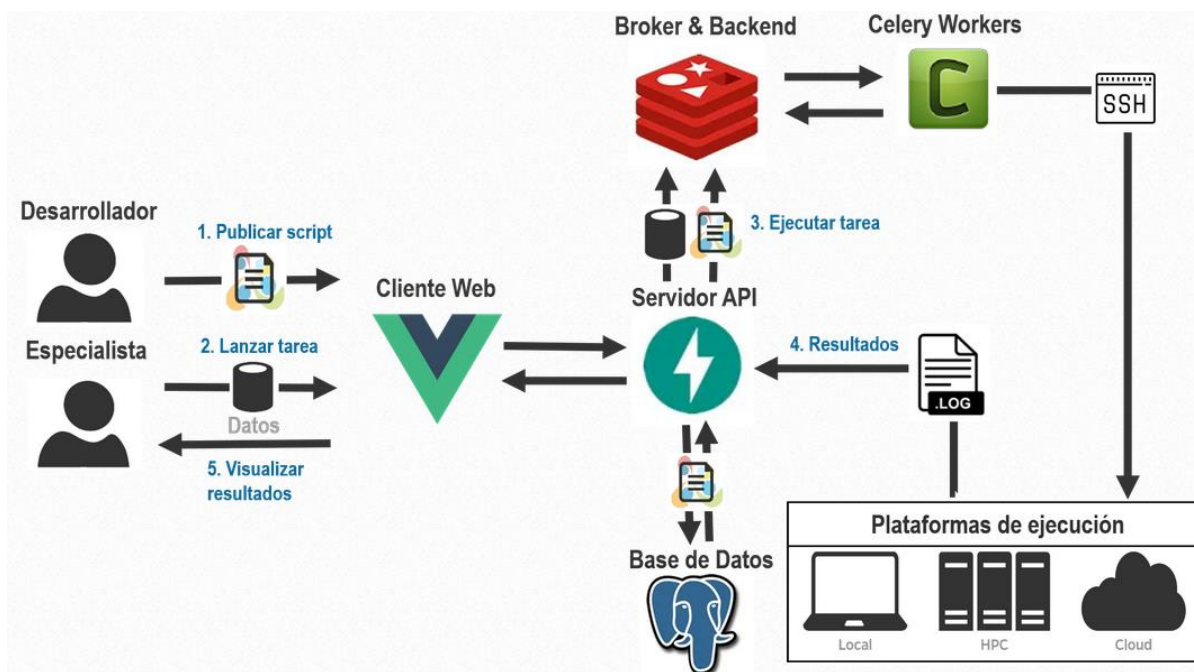 Broker & Backend
Celery Workers
C
SSH
Desarrollador
1. Publicar script
3. Ejecutar tarea
Cliente Web
Servidor API
Especialista
2. Lanzar tarea
4. Resultados
.LOG
Datos
5. Visualizar
resultados
Plataformas de ejecución
Base de Datos
Local
HPC
Cloud